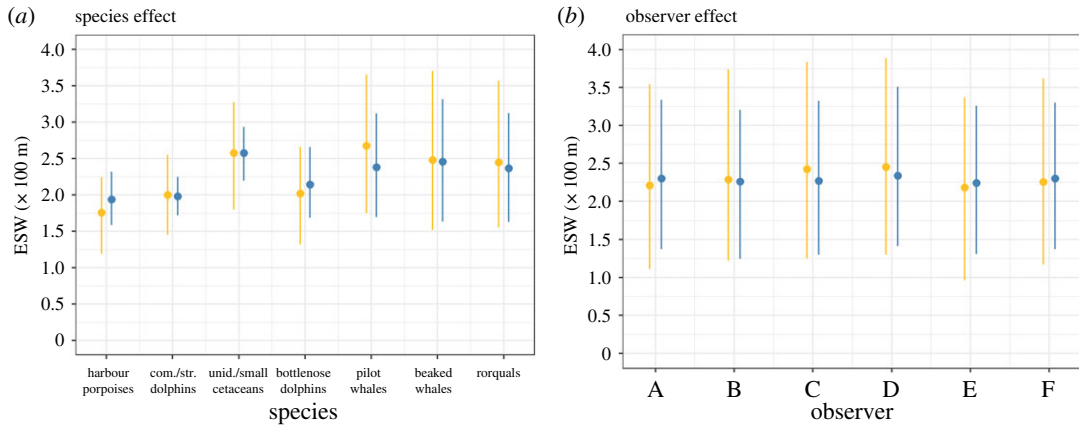 (a) species effect
4.0
3.5
3.0
2.5
2.0
1.5
1.0
0.5
0
ESW (× 100 m)
harbour porpoises
com./str. dolphins
unid./small cetaceans
bottlenose dolphins
pilot whales
beaked whales
rorquals
species
(b) observer effect
4.0
3.5
3.0
2.5
2.0
1.5
1.0
0.5
0
ESW (× 100 m)
A B C D E F
observer